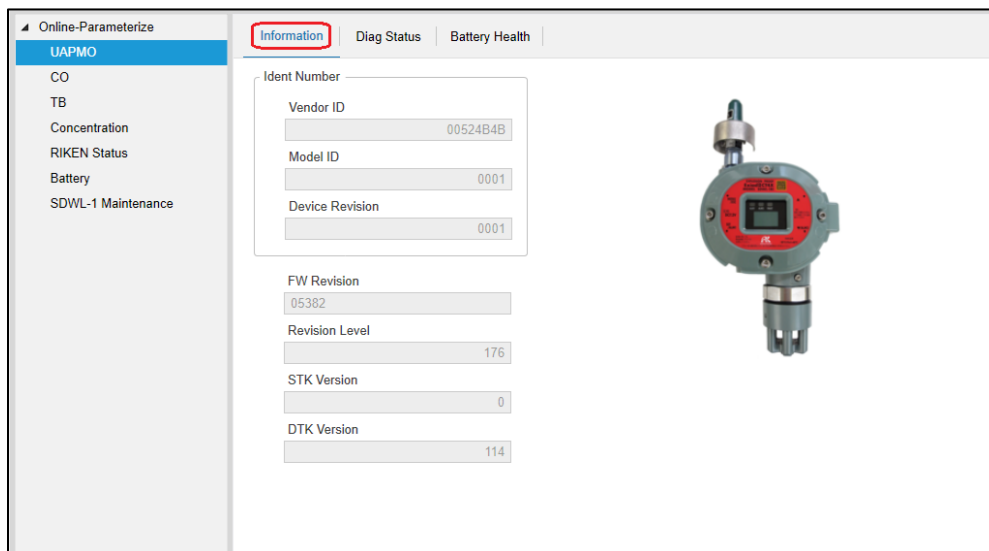 Online-Parameterize
UAPMO
CO
TB
Concentration
RIKEN Status
Battery
SDWL-1 Maintenance
Information
Diag Status
Battery Health
Ident Number
Vendor ID
00524B4B
Model ID
0001
Device Revision
0001
FW Revision
05382
Revision Level
176
STK Version
0
DTK Version
114